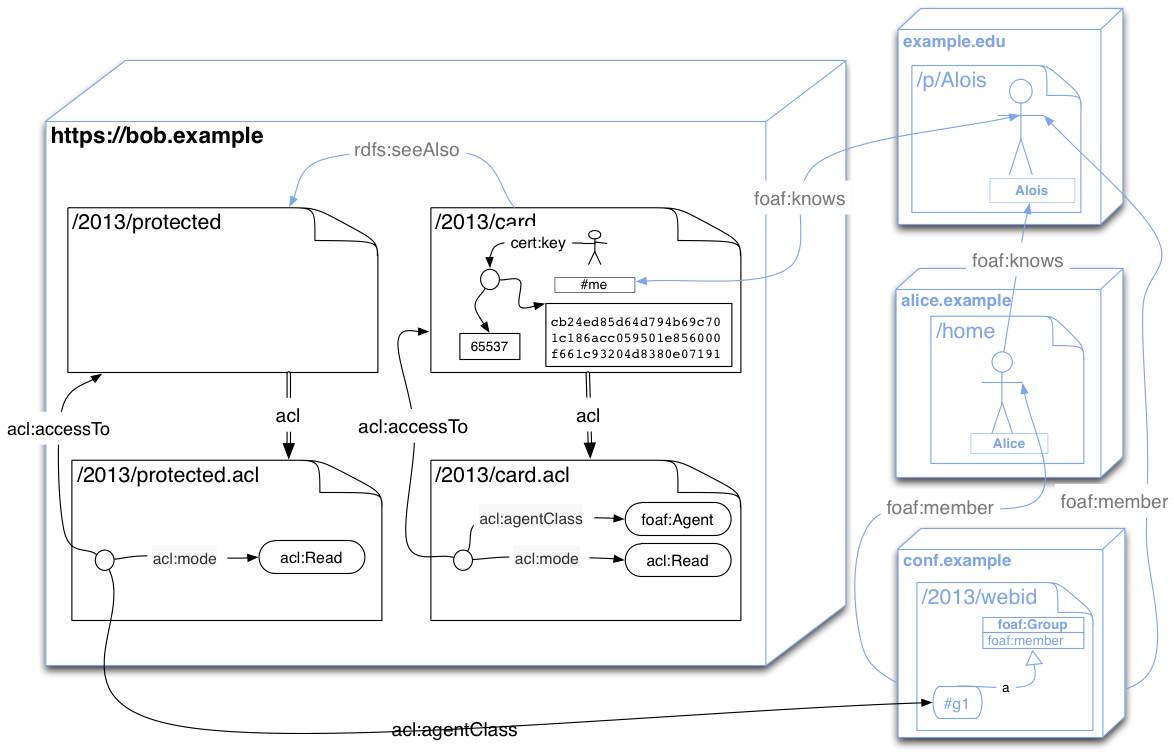 example.edu
/p/Alois
Alois
https://bob.example
rdfs:seeAlso
foaf:knows
/2013/protected
/2013/card
cert:key
#me
65537
cb24ed85d64d794b69c70
1c186acc059501e856000
f661c93204d8380e07191
foaf:knows
alice.example
/home
Alice
acl:accessTo
acl
acl:accessTo
acl
/2013/protected.acl
acl:mode
acl:Read
/2013/card.acl
acl:agentClass
foaf:Agent
acl:mode
acl:Read
foaf:member
foaf:member
conf.example
/2013/webid
foaf:Group
foaf:member
a
#g1
acl:agentClass